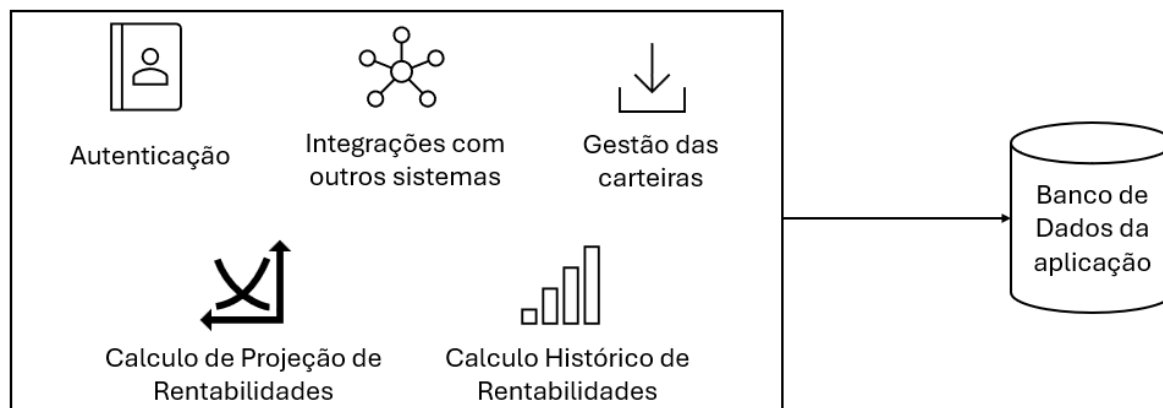 Autenticação
Integrações com
outros sistemas
Gestão das
carteiras
Calculo de Projeção de
Rentabilidades
Calculo Histórico de
Rentabilidades
Banco de
Dados da
aplicação